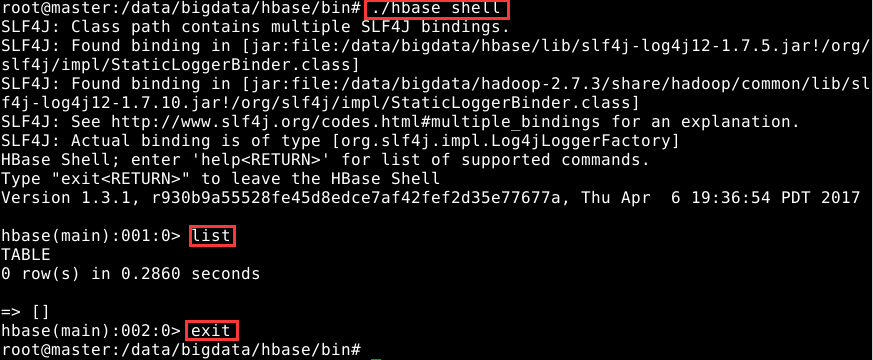 root@master:/data/bigdata/hbase/bin# ./hbase shell
SLF4J: Class path contains multiple SLF4J bindings.
SLF4J: Found binding in [jar:file:/data/bigdata/hbase/lib/slf4j-log4j12-1.7.5.jar!/org/
slf4j/impl/StaticLoggerBinder.class]
SLF4J: Found binding in [jar:file:/data/bigdata/hadoop-2.7.3/share/hadoop/common/lib/sl
f4j-log4j12-1.7.10.jar!/org/slf4j/impl/StaticLoggerBinder.class]
SLF4J: See http://www.slf4j.org/codes.html#multiple_bindings for an explanation.
SLF4J: Actual binding is of type [org.slf4j.impl.Log4jLoggerFactory]
HBase Shell; enter 'help<RETURN>' for list of supported commands.
Type "exit<RETURN>" to leave the HBase Shell
Version 1.3.1, r930b9a55528fe45d8edce7af42fef2d35e77677a, Thu Apr  6 19:36:54 PDT 2017
hbase(main):001:0> list
TABLE
0 row(s) in 0.2860 seconds
=> []
hbase(main):002:0> exit
root@master:/data/bigdata/hbase/bin# _